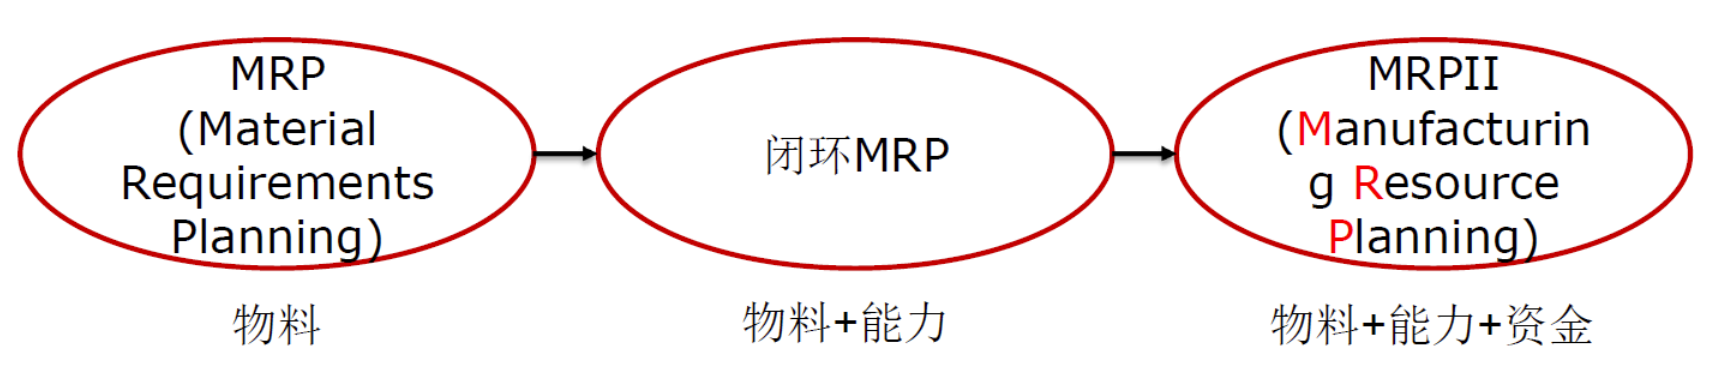 MRP
(Material
Requirements
Planning)
闭环MRP
MRPII
(Manufacturin
g Resource
Planning)
物料
物料+能力
物料+能力+资金